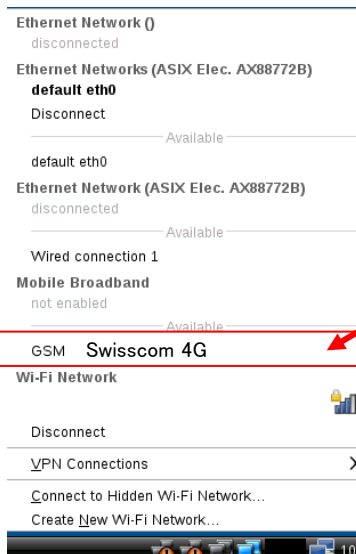 Ethernet Network ()
disconnected
Ethernet Networks (ASIX Elec. AX88772B)
default eth0
Disconnect
Available
default eth0
Ethernet Network (ASIX Elec. AX88772B)
disconnected
Available
Wired connection 1
Mobile Broadband
not enabled
Available
GSM Swisscom 4G
Wi-Fi Network
Disconnect
VPN Connections
Connect to Hidden Wi-Fi Network...
Create New Wi-Fi Network...